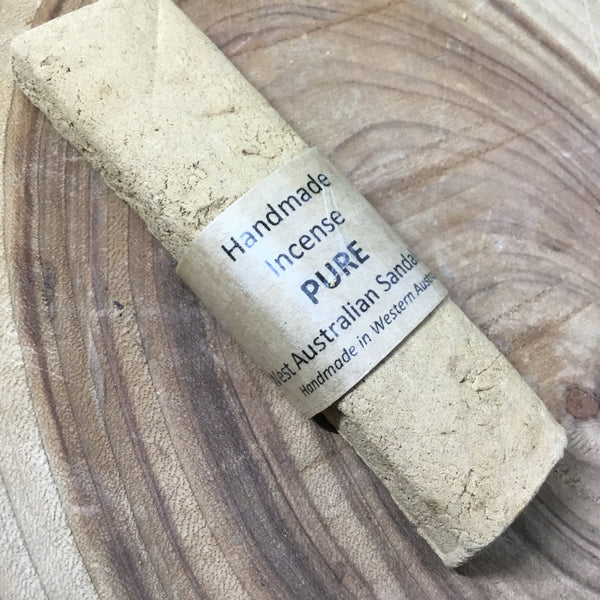 Handmade
Incense
PURE
West Australian Sanda
Handmade in Western Austr